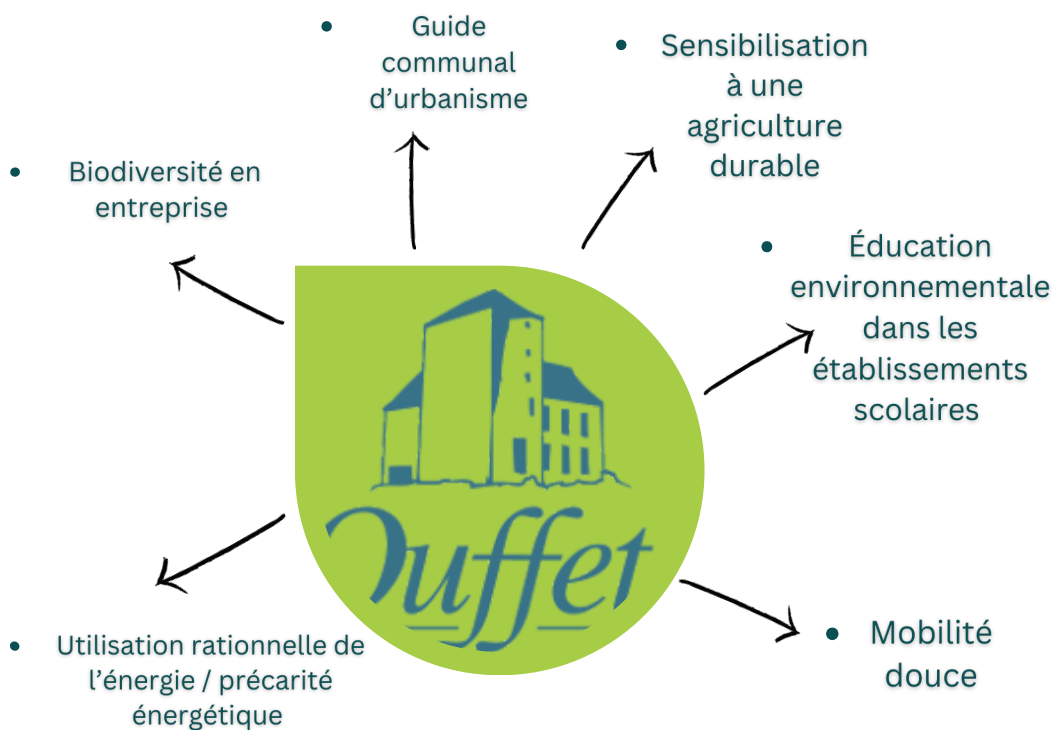 Guide
communal
d’urbanisme
Sensibilisation
à une
agriculture
durable
Biodiversité en
entreprise
Éducation
environnementale
dans les
établissements
scolaires
Ouffet
Utilisation rationnelle de
l’énergie / précarité
énergétique
Mobilité
douce